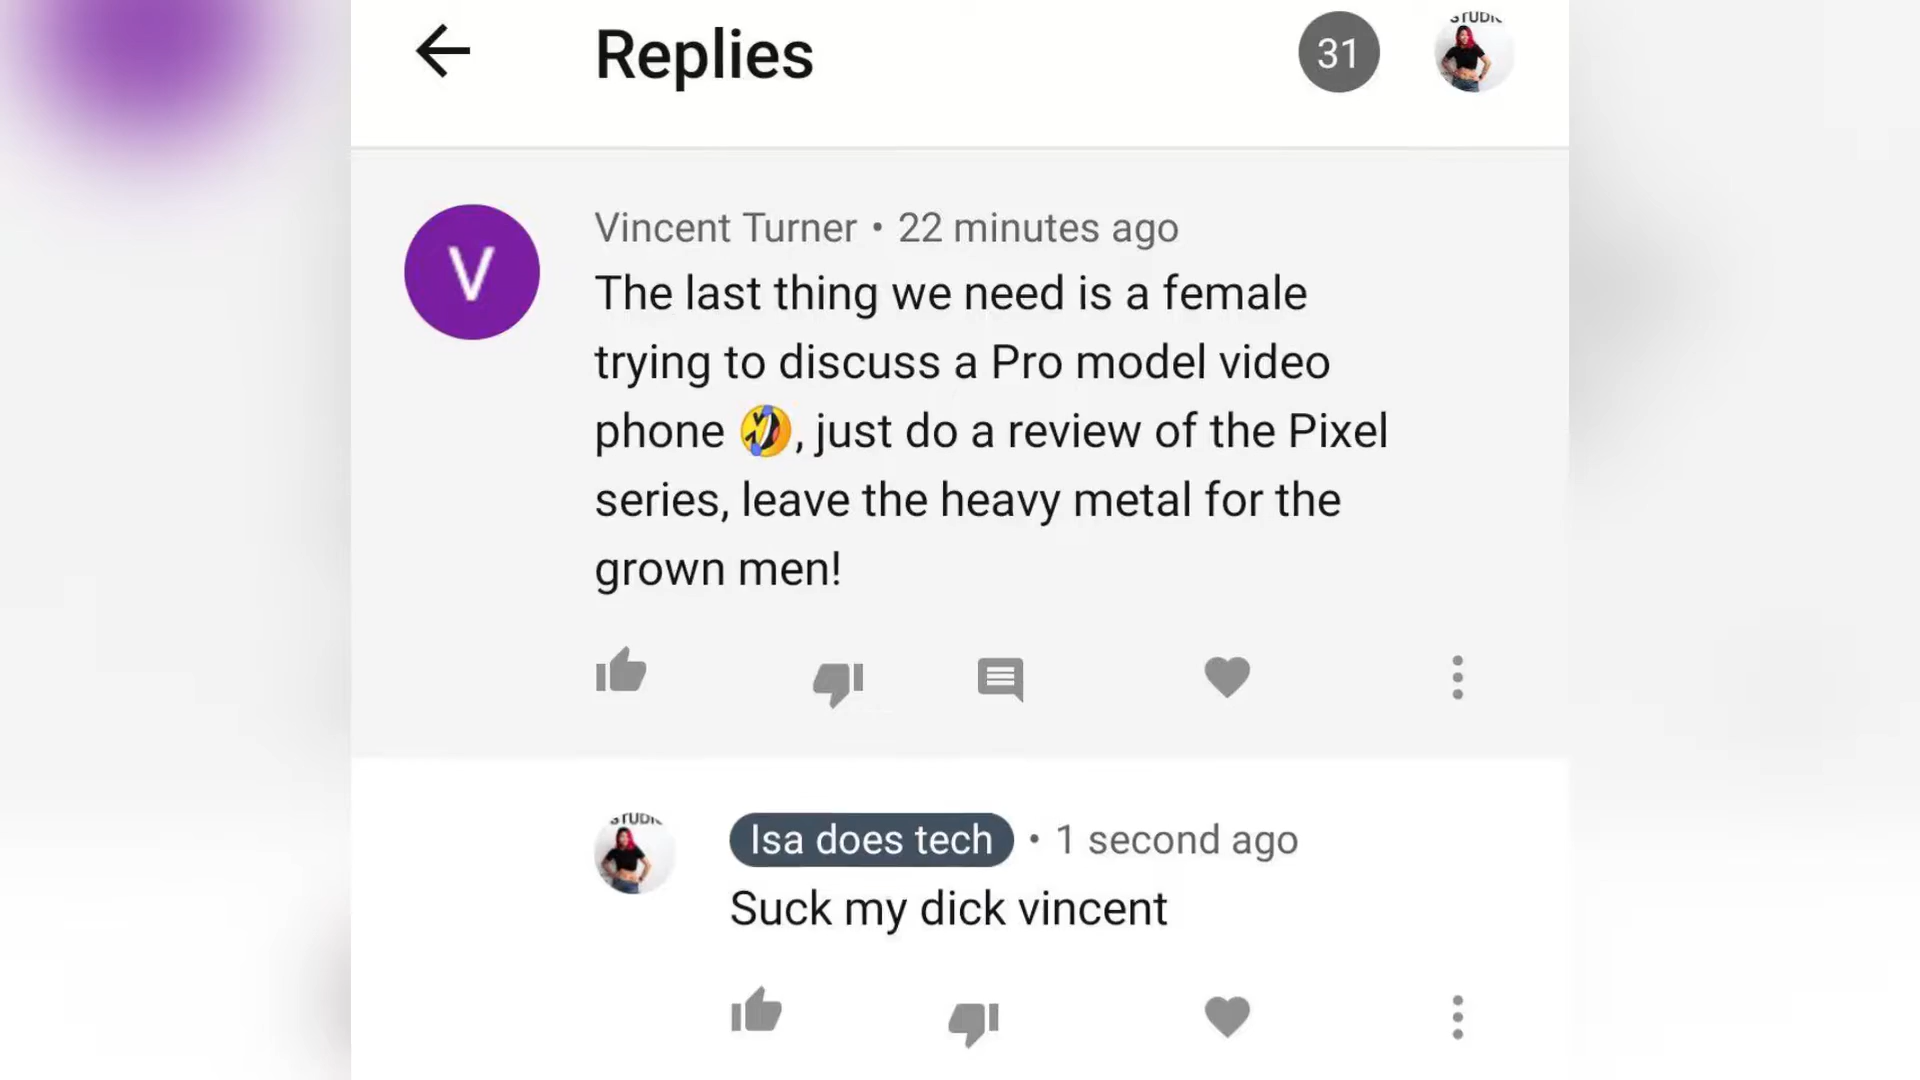 Replies
31
STUDI
V
Vincent Turner • 22 minutes ago
The last thing we need is a female
trying to discuss a Pro model video
phone 🤣, just do a review of the Pixel
series, leave the heavy metal for the
grown men!
STUDI
Isa does tech • 1 second ago
Suck my dick vincent